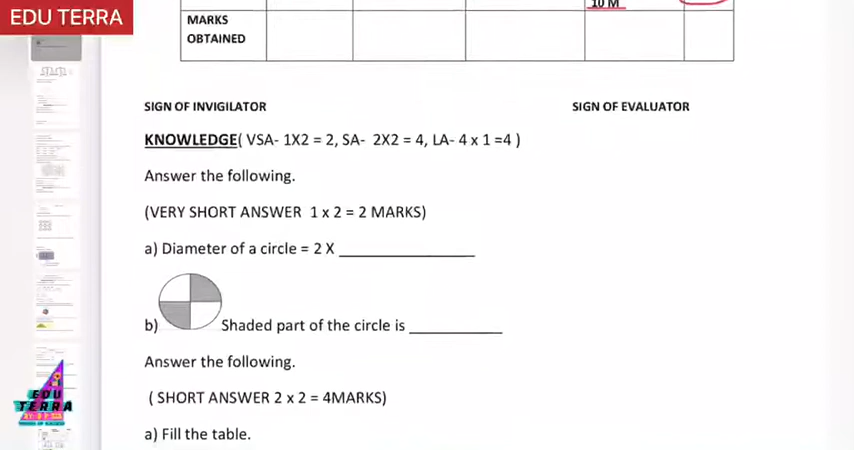 EDU TERRA
10 M
MARKS
OBTAINED
SIGN OF INVIGILATOR SIGN OF EVALUATOR
KNOWLEDGE( VSA- 1X2 = 2, SA- 2X2 = 4, LA- 4 x 1 =4 )
Answer the following.
(VERY SHORT ANSWER 1 x 2 = 2 MARKS)
a) Diameter of a circle = 2 X _______________
b) Shaded part of the circle is __________
Answer the following.
( SHORT ANSWER 2 x 2 = 4MARKS)
a) Fill the table.
EDU
TERRA